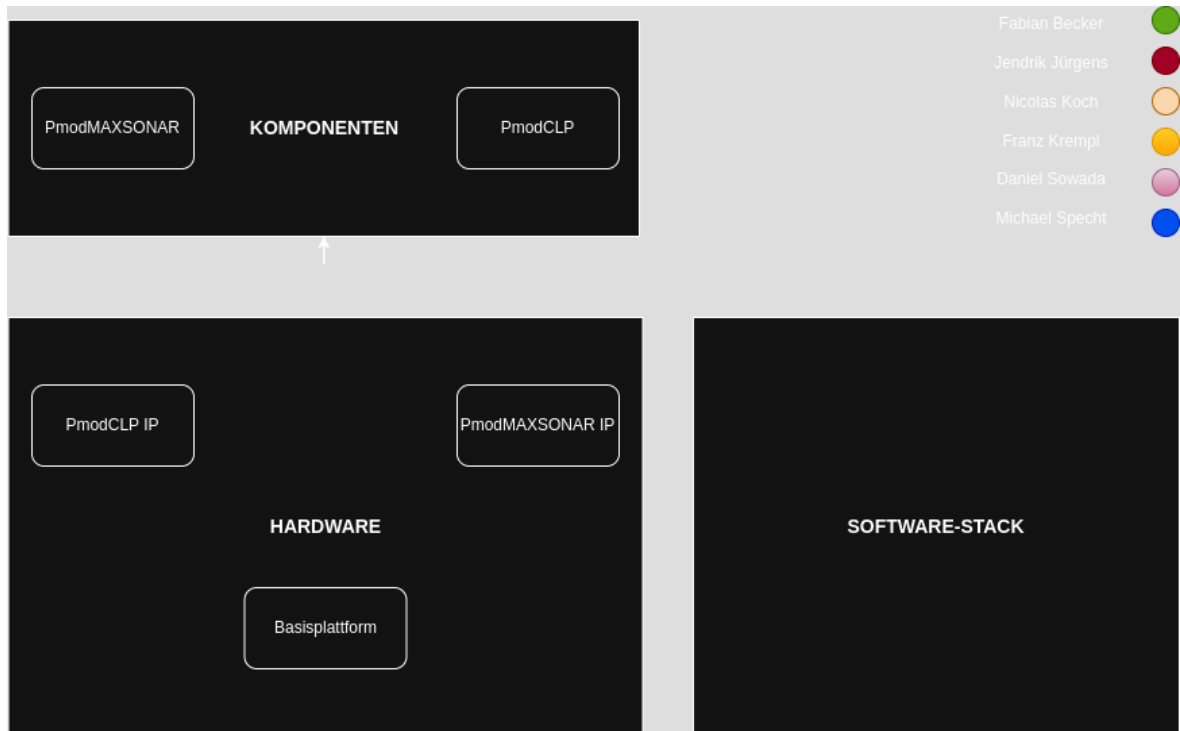 Fabian Becker
Jendrik Jürgens
Nicolas Koch
Franz Krempl
Daniel Sowada
Michael Specht
PmodMAXSONAR
KOMPONENTEN
PmodCLP
PmodCLP IP
PmodMAXSONAR IP
HARDWARE
Basisplattform
SOFTWARE-STACK